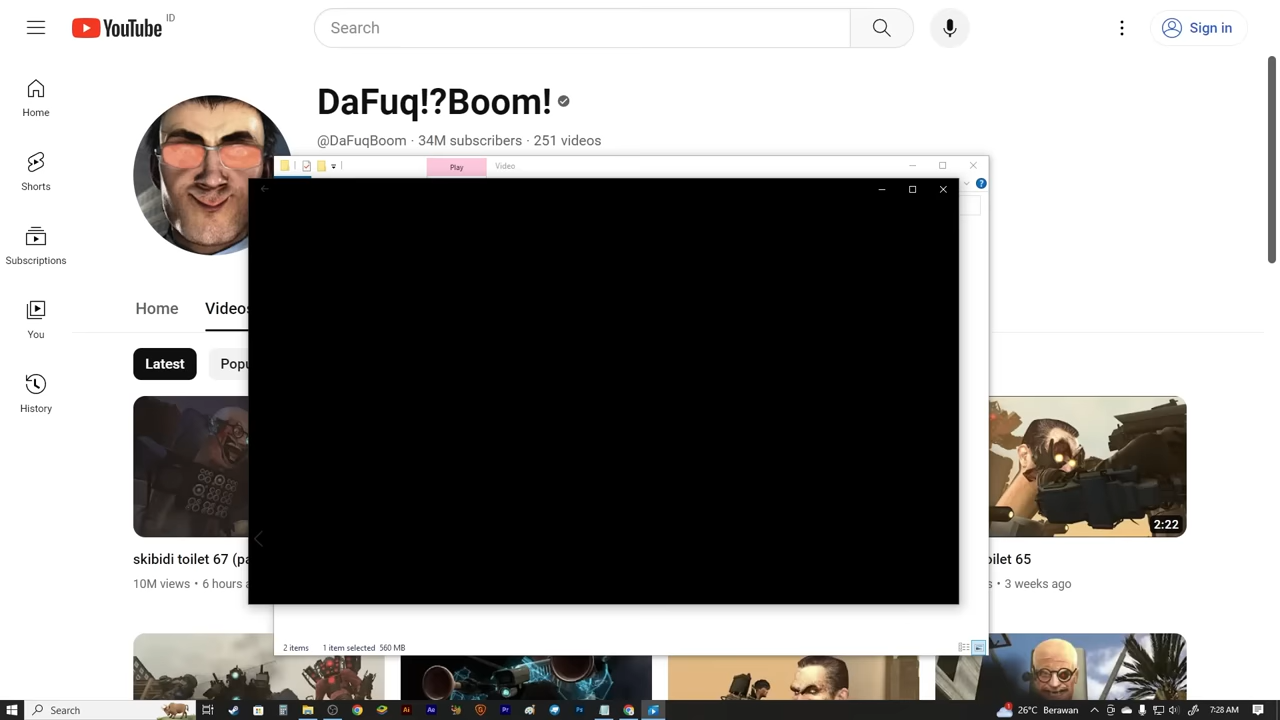 YouTube ID
Search
Sign in
DaFuq!?Boom!
@DaFuqBoom · 34M subscribers · 251 videos
Home
Shorts
Subscriptions
You
History
Play
Video
Home
Videos
Latest
Popu
2:22
skibidi toilet 67 (pa
oilet 65
10M views • 6 hours a
s • 3 weeks ago
2 items 1 item selected 560 MB
Search
26°C Berawan
7:28 AM